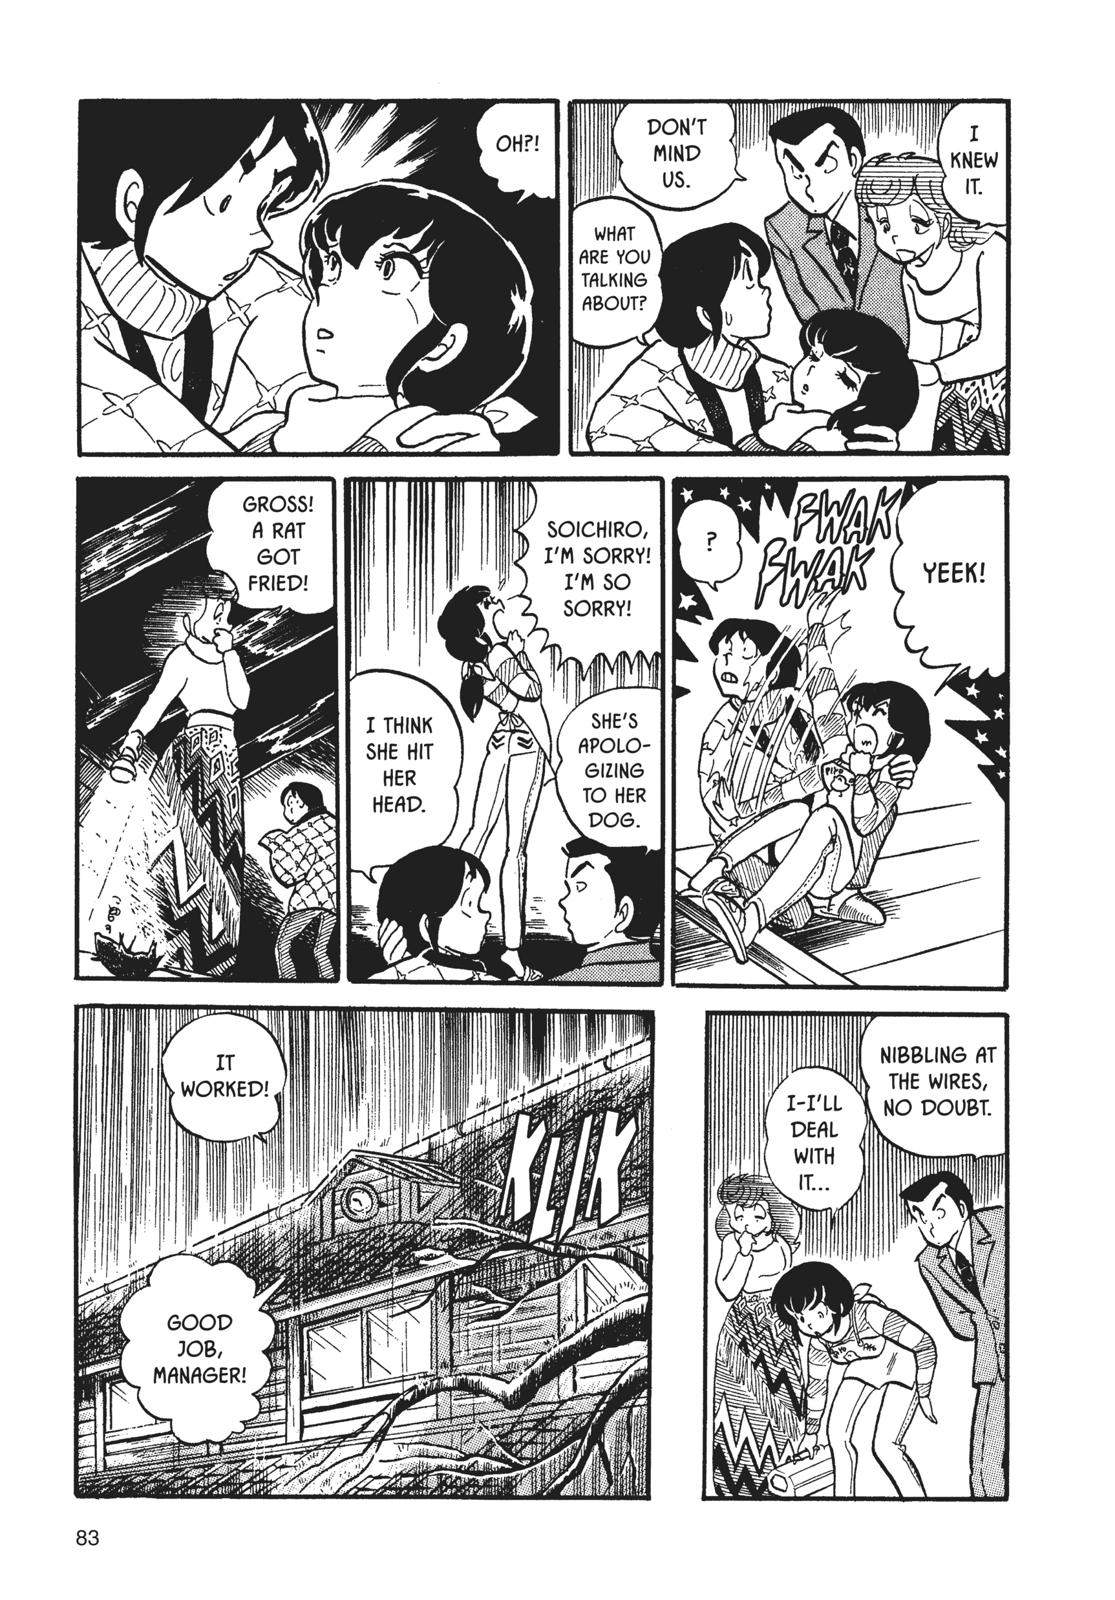 I
KNEW
IT.
DON'T
MIND
US.
WHAT
ARE YOU
TALKING
ABOUT?
OH?!
YEEK!
FWAK
FWAK
?
SOICHIRO,
I'M SORRY!
I'M SO
SORRY!
SHE'S
APOLO-
GIZING
TO HER
DOG.
I THINK
SHE HIT
HER
HEAD.
GROSS!
A RAT
GOT
FRIED!
NIBBLING AT
THE WIRES,
NO DOUBT.
I-I'LL
DEAL
WITH
IT...
KLIK
IT
WORKED!
GOOD
JOB,
MANAGER!
83